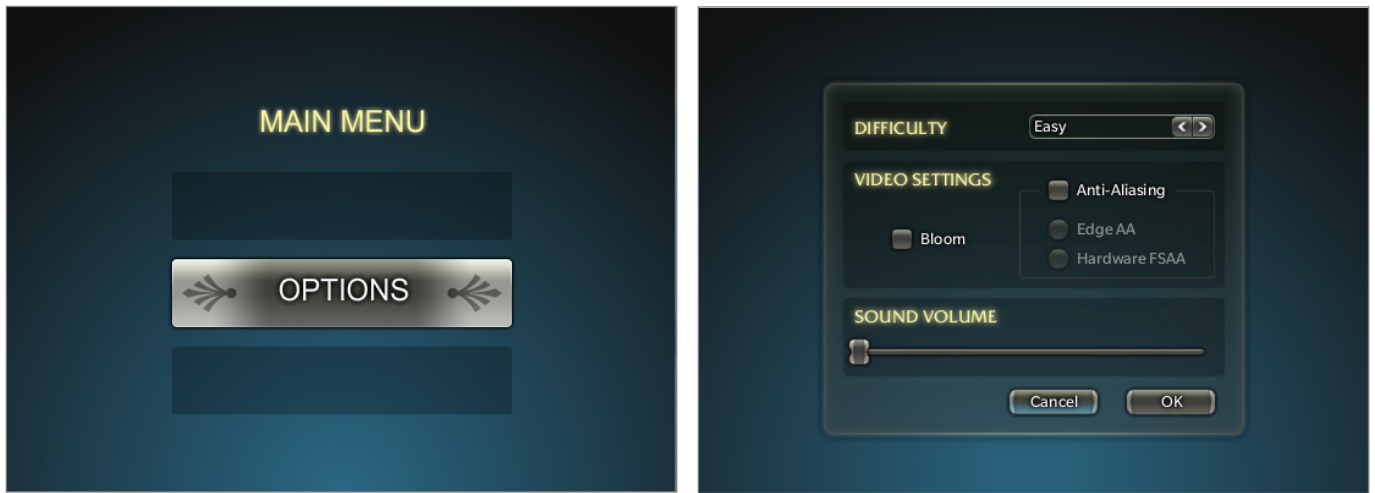 MAIN MENU
OPTIONS
DIFFICULTY
Easy
VIDEO SETTINGS
Anti-Aliasing
Bloom
Edge AA
Hardware FSAA
SOUND VOLUME
Cancel
OK